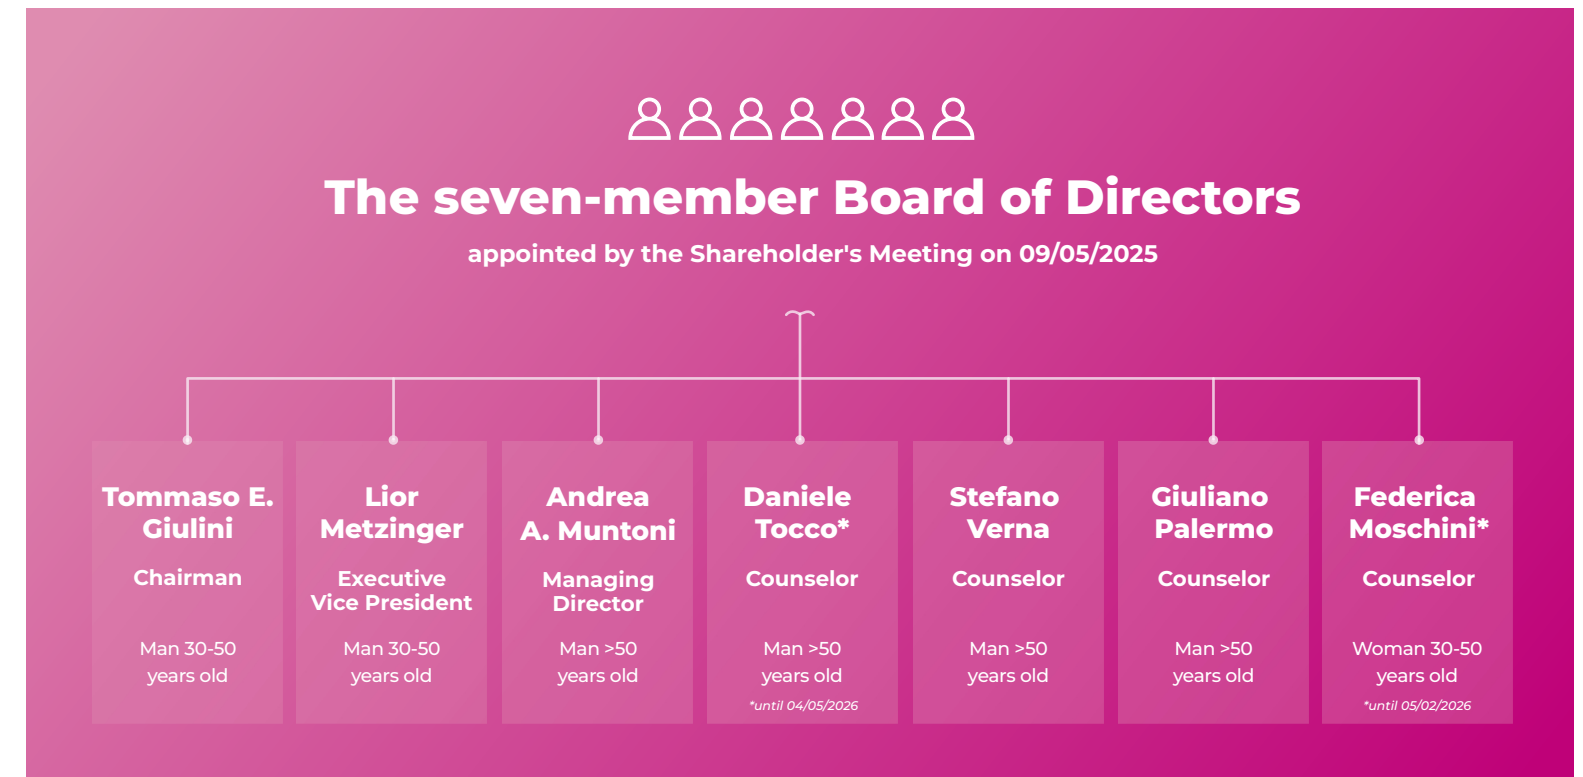 The seven-member Board of Directors
appointed by the Shareholder's Meeting on 09/05/2025
Tommaso E.
Giulini
Chairman
Man 30-50
years old
Lior
Metzinger
Executive
Vice President
Man 30-50
years old
Andrea
A. Muntoni
Managing
Director
Man >50
years old
Daniele
Tocco*
Counselor
Man >50
years old
*until 04/05/2026
Stefano
Verna
Counselor
Man >50
years old
Giuliano
Palermo
Counselor
Man >50
years old
Federica
Moschini*
Counselor
Woman 30-50
years old
*until 05/02/2026